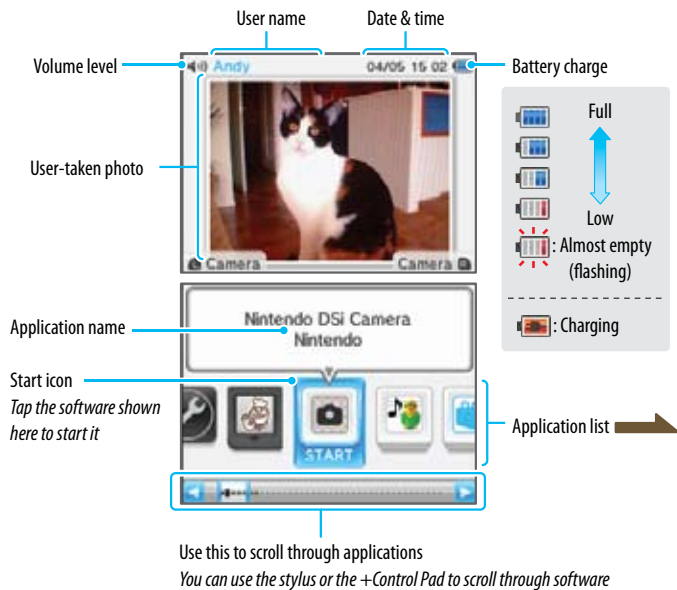 User name
Date & time
Volume level
Andy
04/05 15 02
Battery charge
User-taken photo
Full
Low
: Almost empty
(flashing)
: Charging
Camera
Camera
Application name
Nintendo DSi Camera
Nintendo
Start icon
Tap the software shown
here to start it
START
Application list
Use this to scroll through applications
You can use the stylus or the +Control Pad to scroll through software